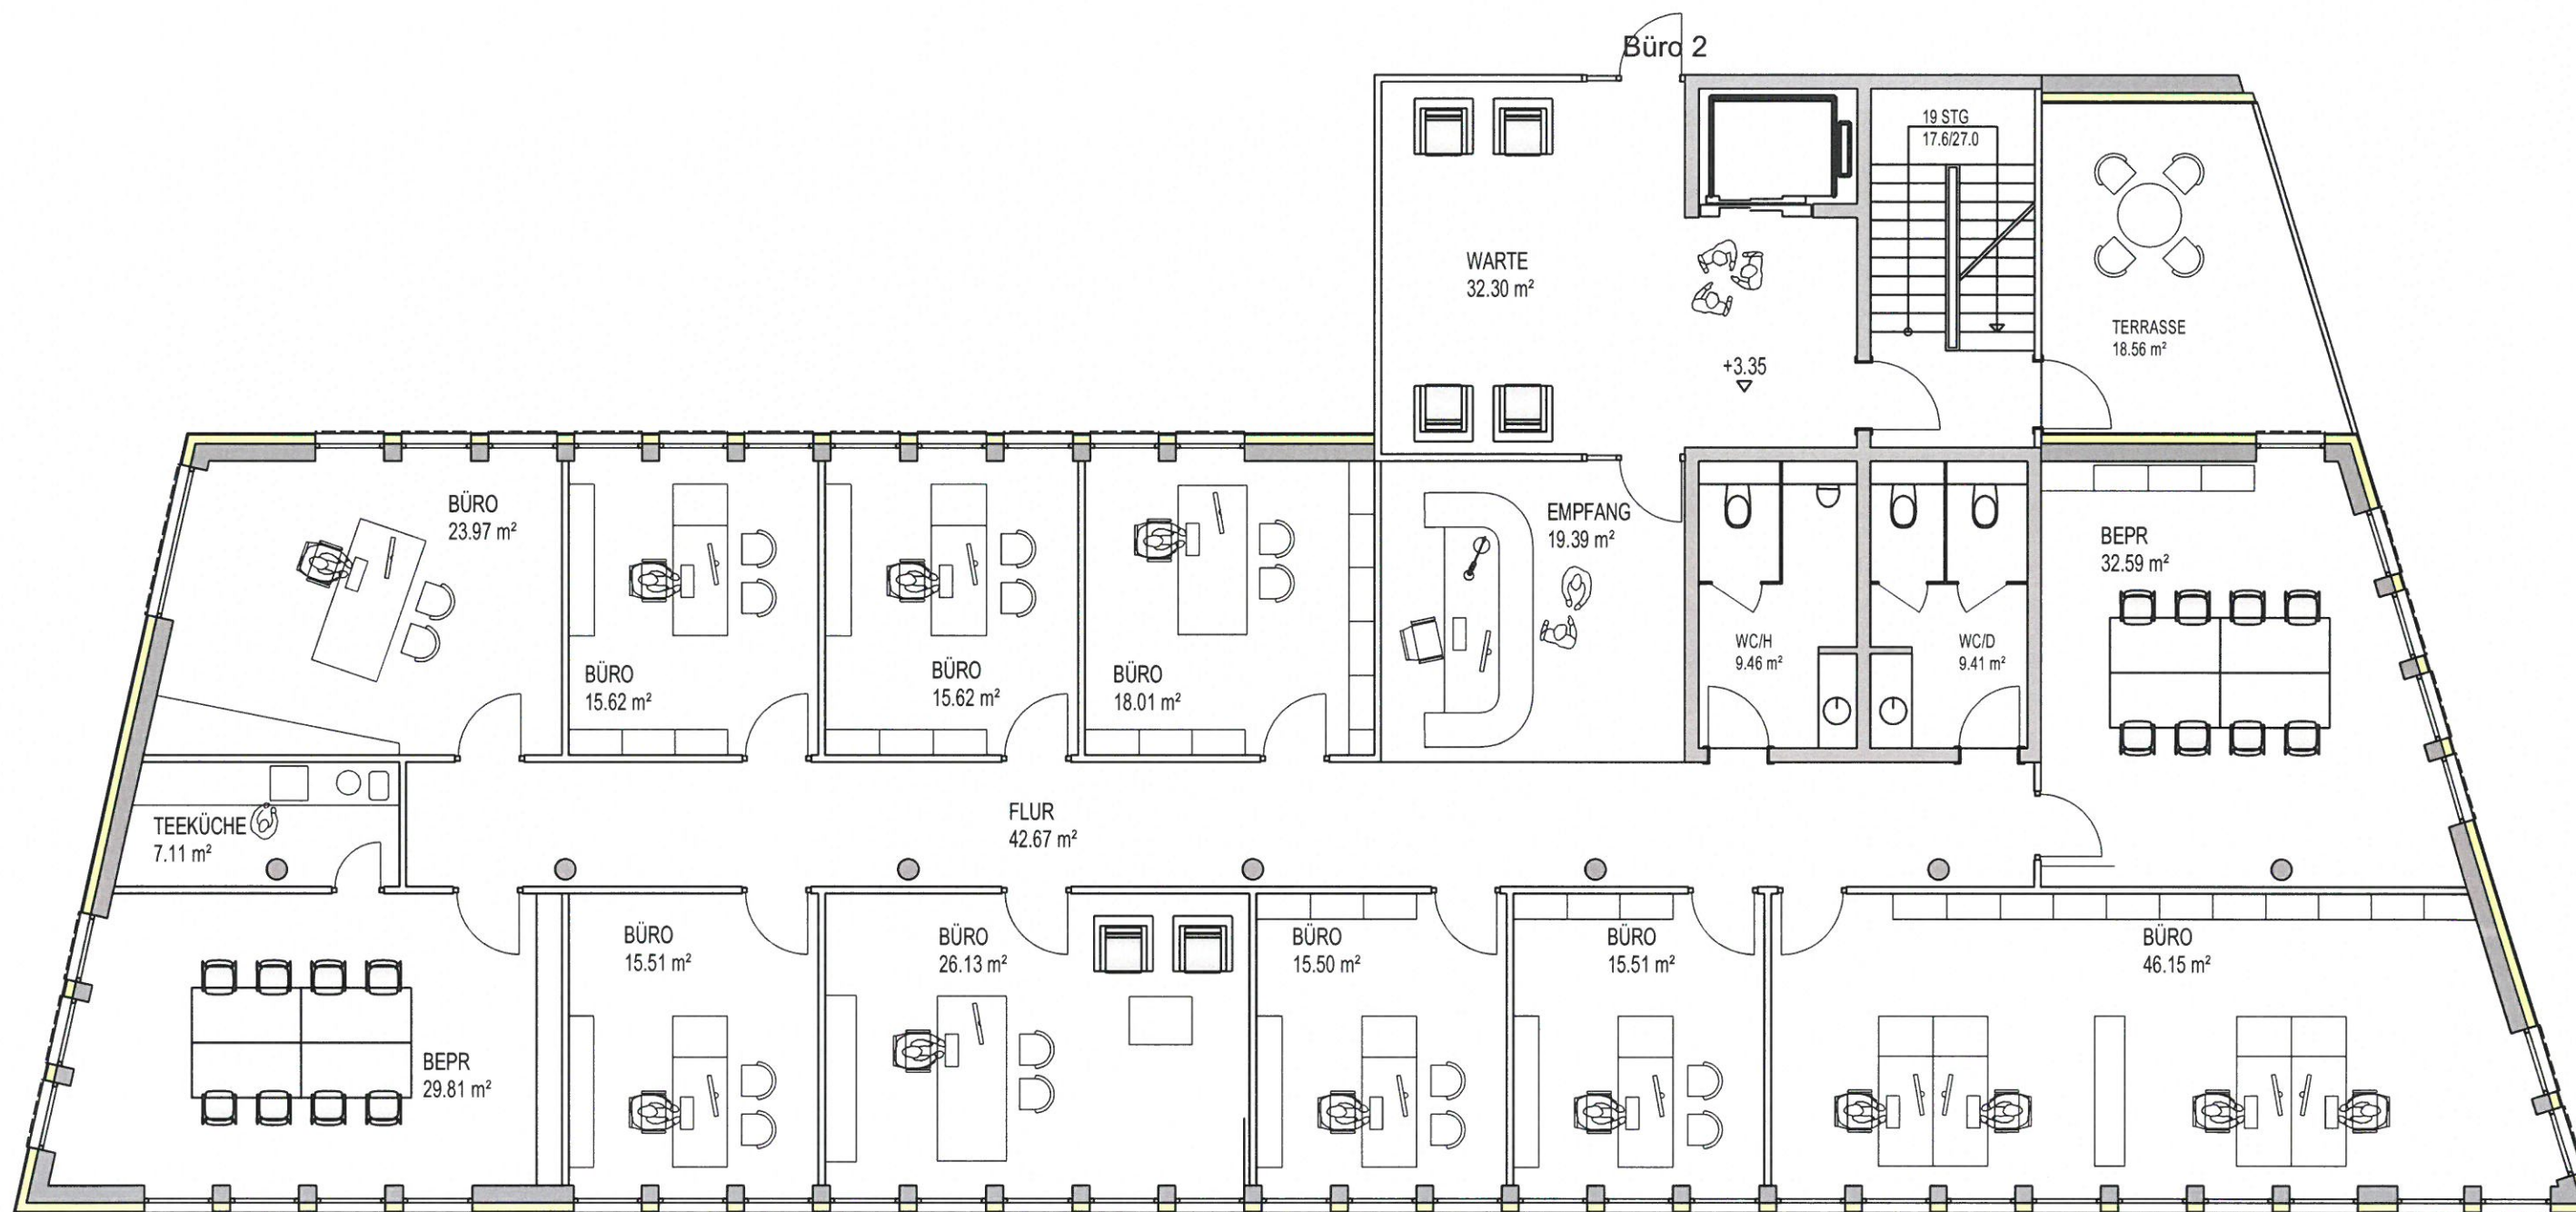 Büro 2
19 STG
17.6/27.0
WARTE
32.30 m²
+3.35
TERRASSE
18.56 m²
BÜRO
23.97 m²
BÜRO
15.62 m²
BÜRO
15.62 m²
BÜRO
18.01 m²
EMPFANG
19.39 m²
WC/H
9.46 m²
WC/D
9.41 m²
BEPR
32.59 m²
TEEKÜCHE
7.11 m²
FLUR
42.67 m²
BEPR
29.81 m²
BÜRO
15.51 m²
BÜRO
26.13 m²
BÜRO
15.50 m²
BÜRO
15.51 m²
BÜRO
46.15 m²